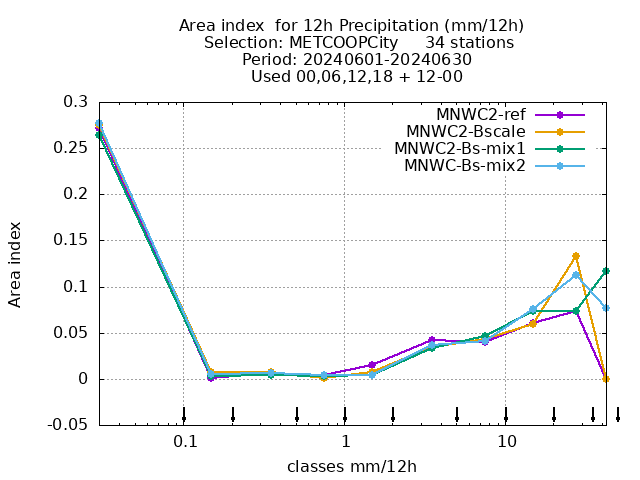 Area index  for 12h Precipitation (mm/12h)
Selection: METCOOPCity     34 stations
Period: 20240601-20240630
Used 00,06,12,18 + 12-00
MNWC2-ref
MNWC2-Bscale
MNWC2-Bs-mix1
MNWC-Bs-mix2
0.3
0.25
0.2
0.15
0.1
0.05
0
-0.05
Area index
0.1 1 10
classes mm/12h